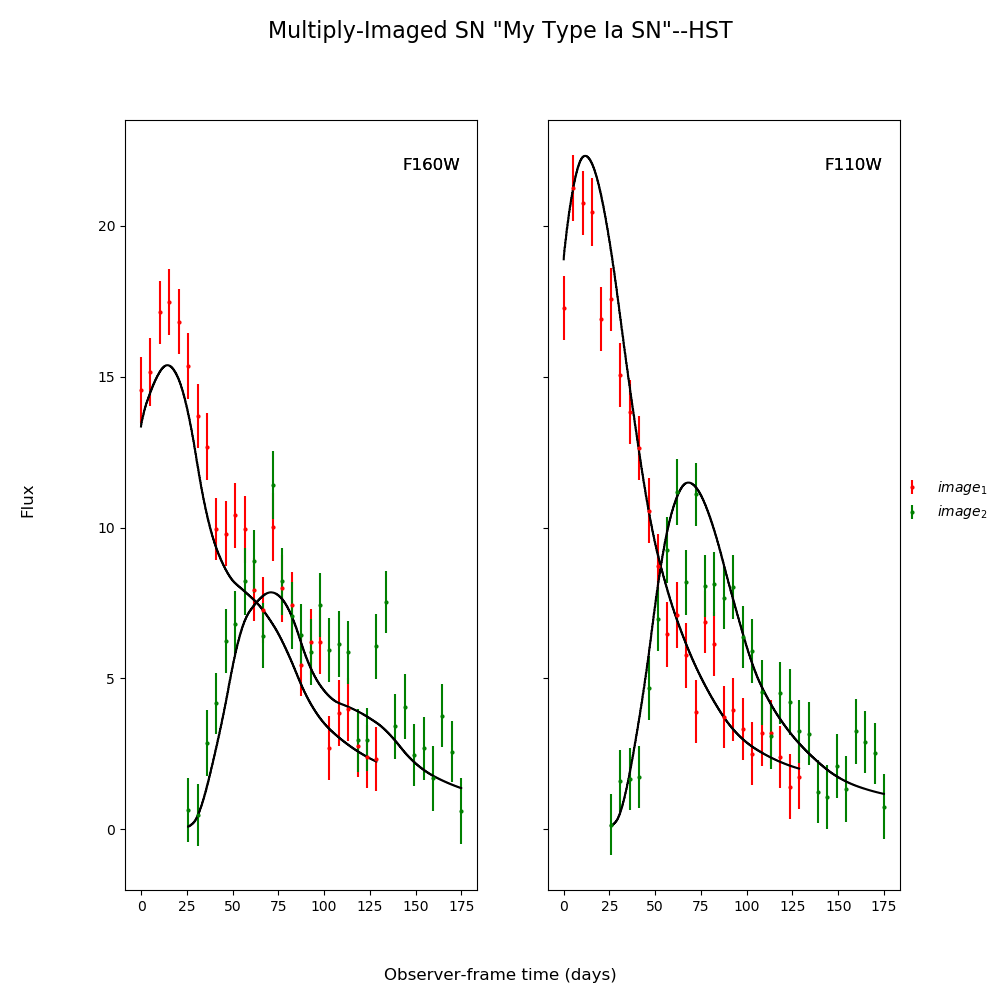 Multiply-Imaged SN "My Type Ia SN"--HST
F160W
F110W
20
15
10
5
0
Flux
image1
image2
0 25 50 75 100 125 150 175
0 25 50 75 100 125 150 175
Observer-frame time (days)